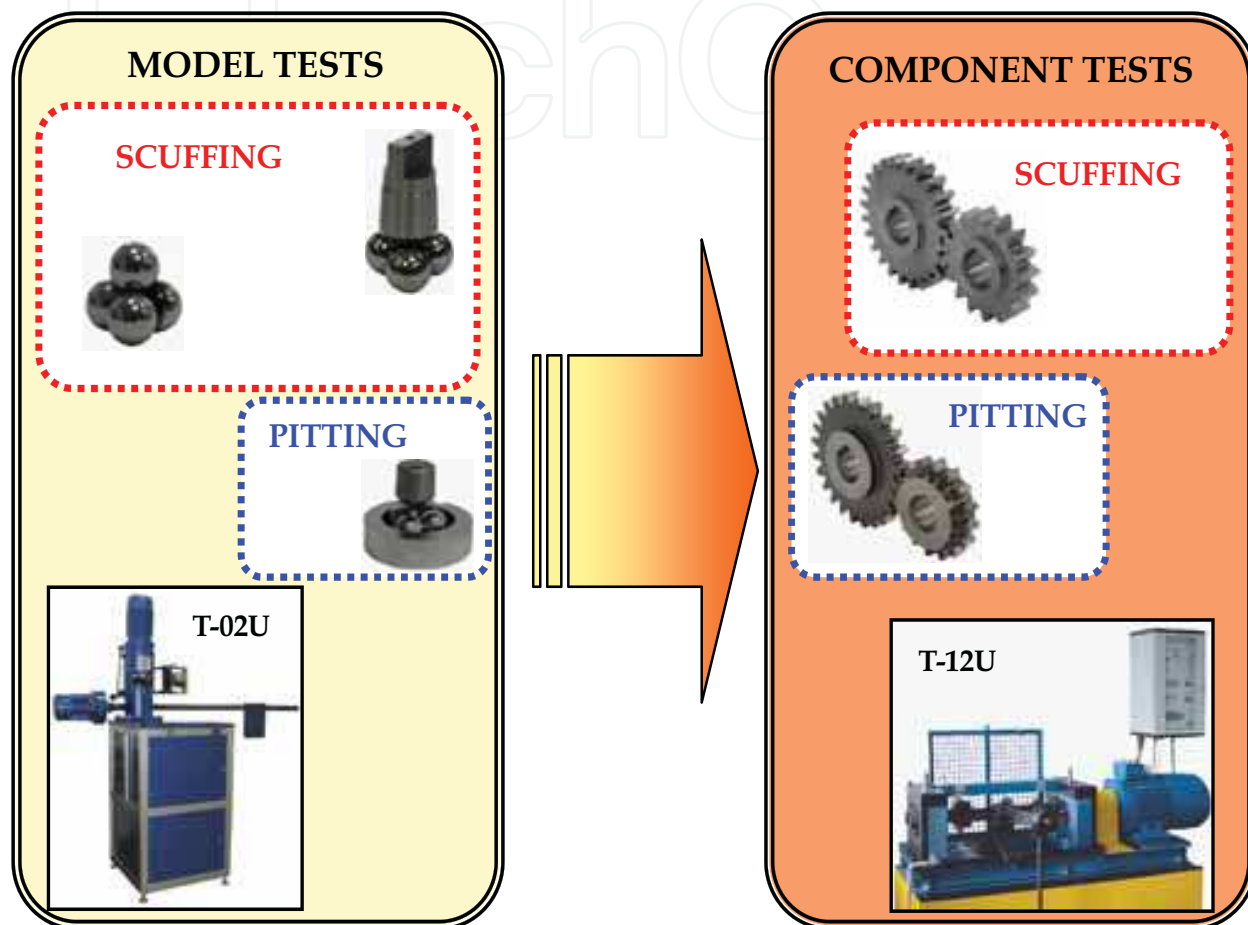 MODEL TESTS
SCUFFING
PITTING
T-02U
COMPONENT TESTS
SCUFFING
PITTING
T-12U